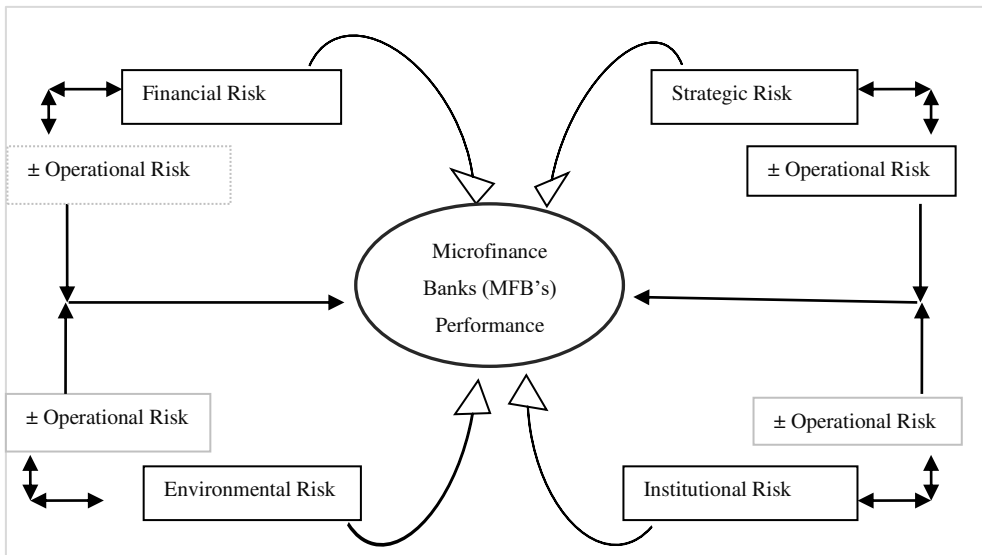 Financial Risk
Strategic Risk
± Operational Risk
± Operational Risk
Microfinance
Banks (MFB's)
Performance
± Operational Risk
± Operational Risk
Environmental Risk
Institutional Risk